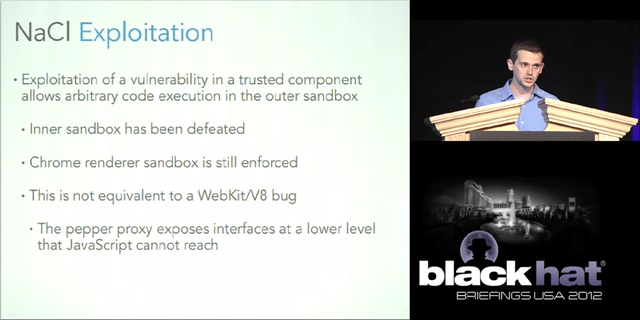 NaCl Exploitation
• Exploitation of a vulnerability in a trusted component
allows arbitrary code execution in the outer sandbox
• Inner sandbox has been defeated
• Chrome renderer sandbox is still enforced
• This is not equivalent to a WebKit/V8 bug
• The pepper proxy exposes interfaces at a lower level
that JavaScript cannot reach
black hat®
BRIEFINGS USA 2012